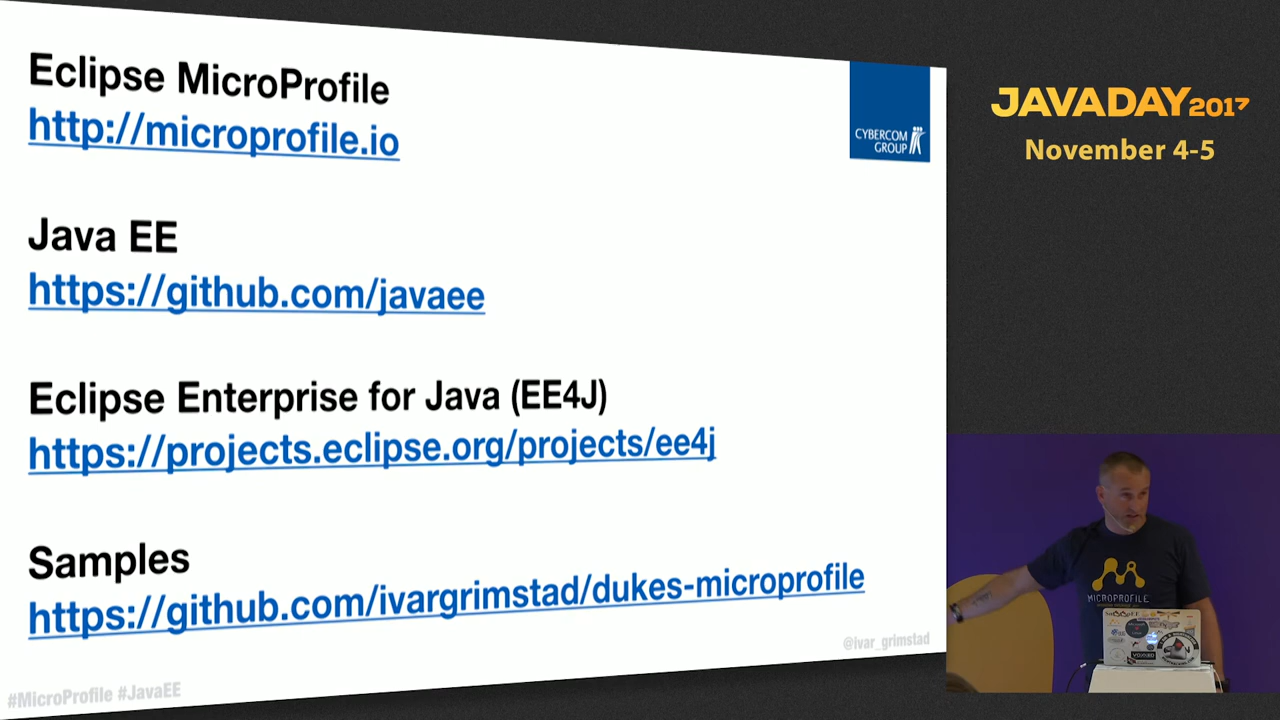 Eclipse MicroProfile
http://microprofile.io
CYBERCOM
GROUP
Java EE
https://github.com/javaee
Eclipse Enterprise for Java (EE4J)
https://projects.eclipse.org/projects/ee4j
Samples
https://github.com/ivargrimstad/dukes-microprofile
@ivar_grimstad
#MicroProfile #JavaEE
JAVADAY2017
November 4-5
MICROPROFILE